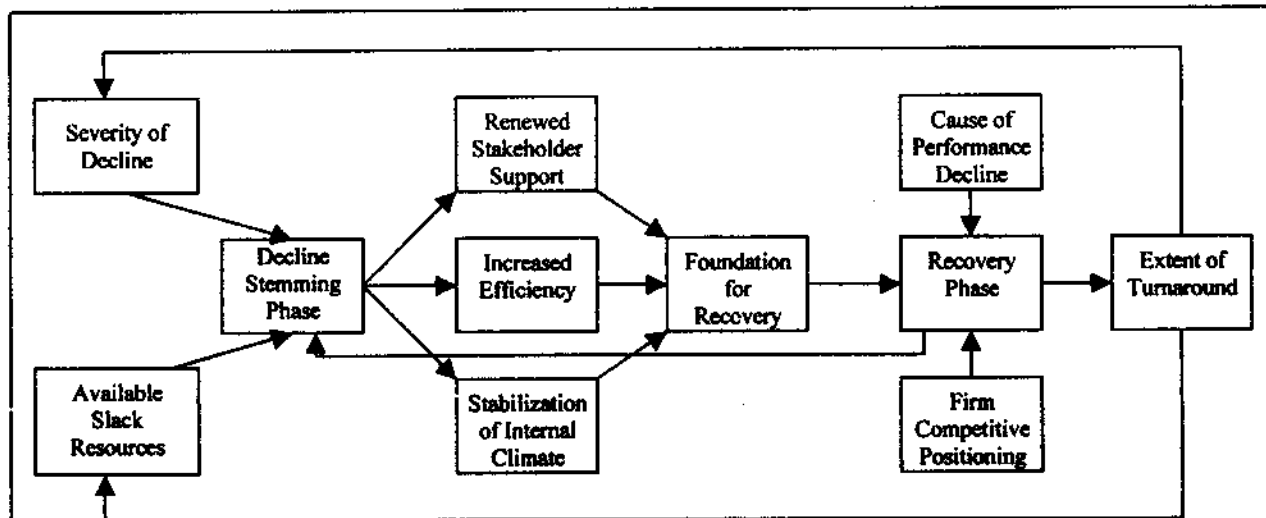 Severity of
Decline
Renewed
Stakeholder
Support
Cause of
Performance
Decline
Decline
Stemming
Phase
Increased
Efficiency
Foundation
for
Recovery
Recovery
Phase
Extent of
Turnaround
Available
Slack
Resources
Stabilization
of Internal
Climate
Firm
Competitive
Positioning